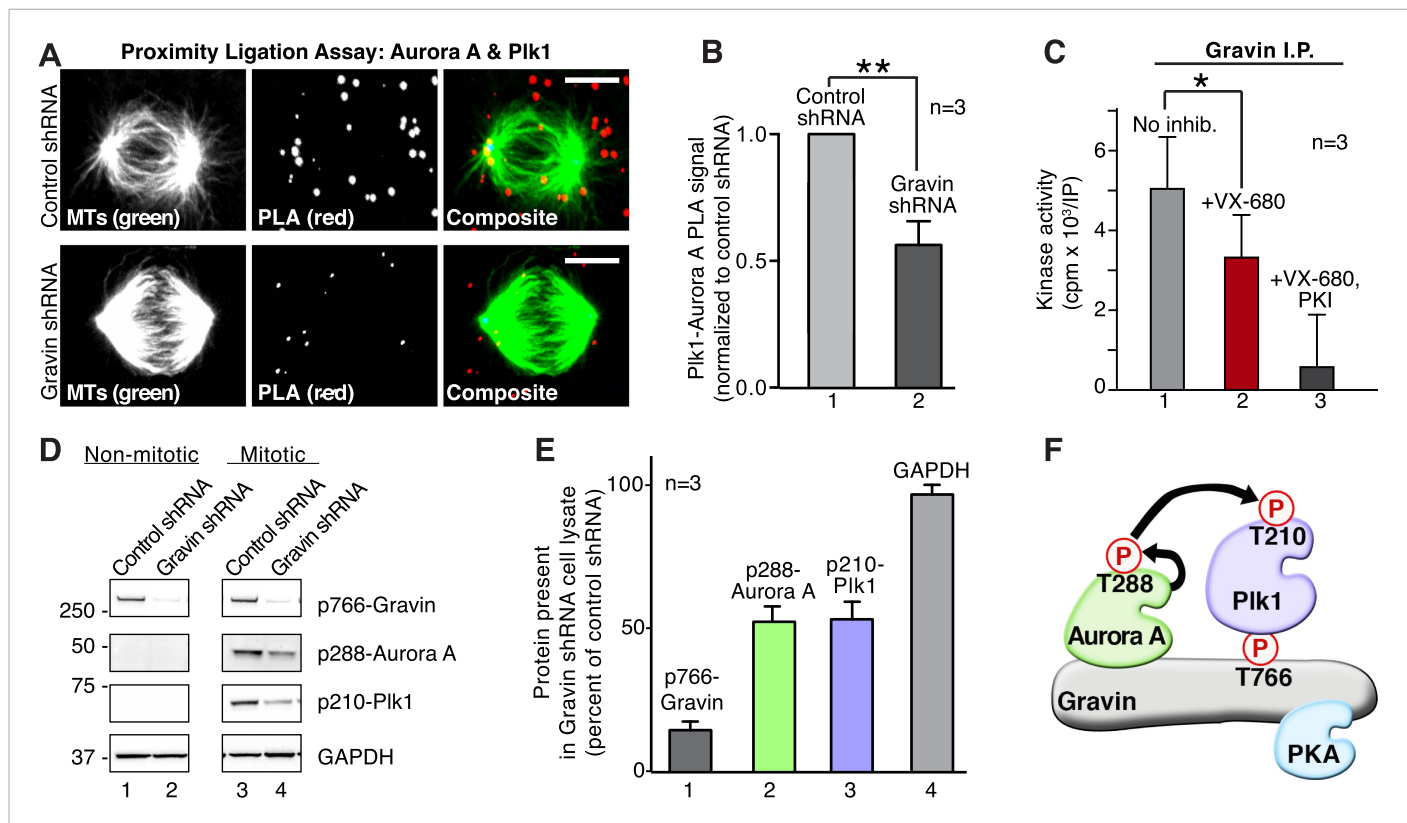 A
Proximity Ligation Assay: Aurora A & Plk1
Control shRNA
MTs (green)
PLA (red)
Composite
Gravin shRNA
MTs (green)
PLA (red)
Composite
B
Plk1-Aurora A PLA signal
(normalized to control shRNA)
1.0
0.5
0.0
**
n=3
Control
shRNA
Gravin
shRNA
1
2
C
Gravin I.P.
*
n=3
Kinase activity
(cpm x 10³/IP)
6
4
2
0
No inhib.
+VX-680
+VX-680,
PKI
1
2
3
D
Non-mitotic
Mitotic
Control shRNA
Gravin shRNA
Control shRNA
Gravin shRNA
250 -
p766-Gravin
50 -
p288-Aurora A
75 -
p210-Plk1
37 -
GAPDH
1
2
3
4
E
Protein present
in Gravin shRNA cell lysate
(percent of control shRNA)
100
50
0
n=3
p766-
Gravin
p288-
Aurora A
p210-
Plk1
GAPDH
1
2
3
4
F
P
T210
P
T288
Plk1
Aurora A
P
T766
Gravin
PKA